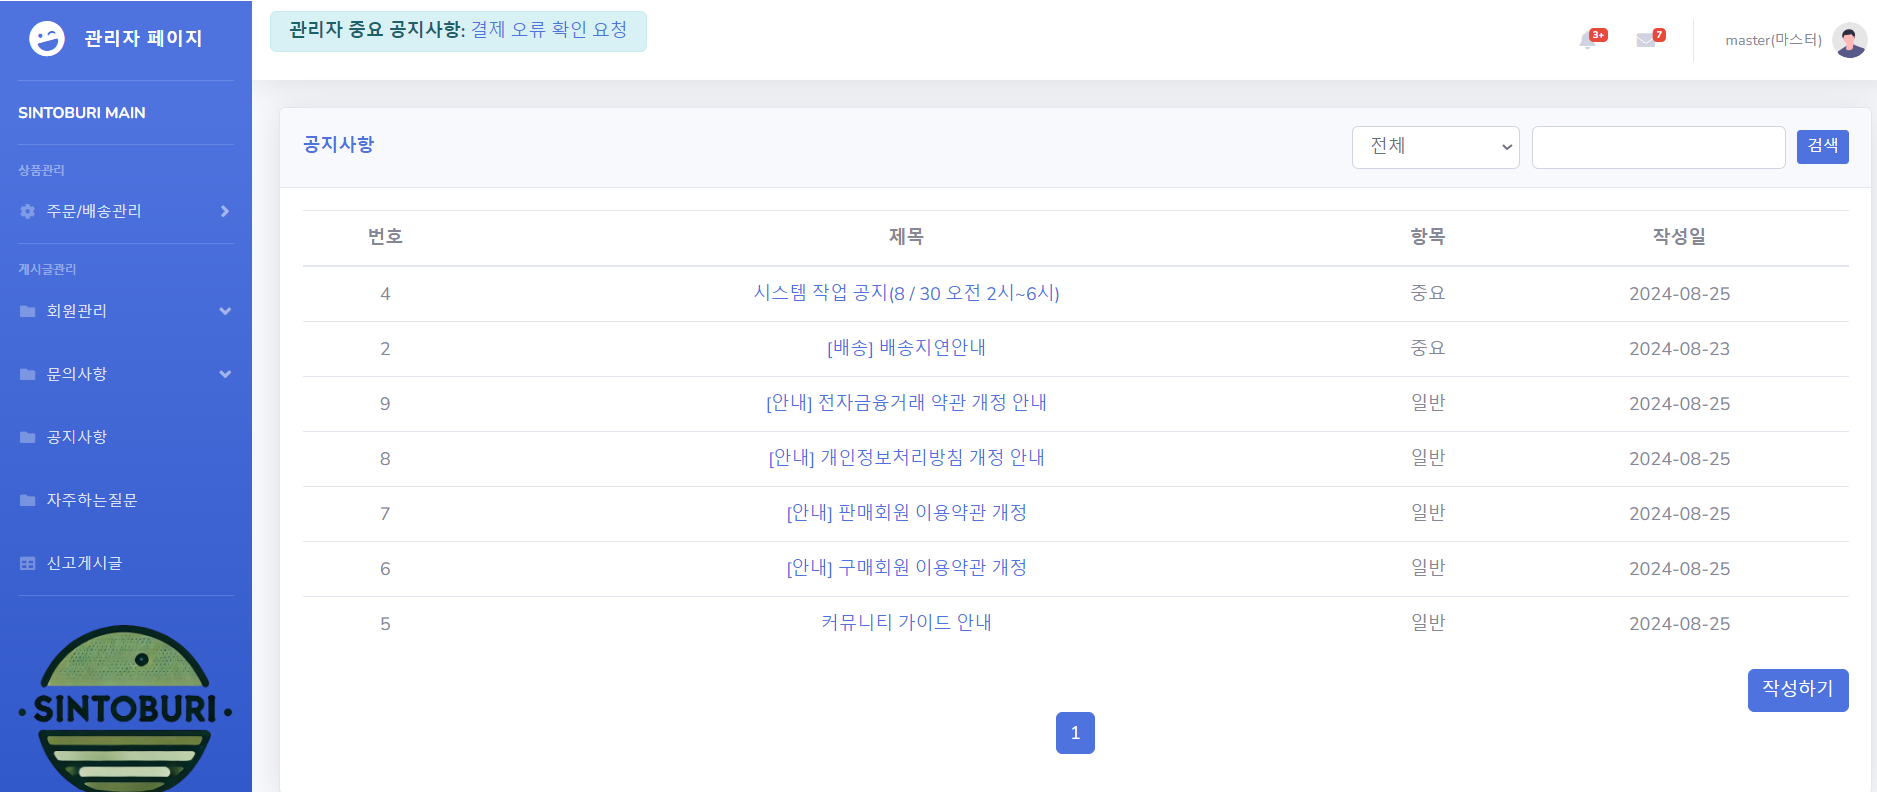 관리자 페이지
SINTOBURI MAIN
상품관리
주문/배송관리
게시글관리
회원관리
문의사항
공지사항
자주하는질문
신고게시글
· SINTOBURI ·
관리자 중요 공지사항: 결제 오류 확인 요청
3+
7
master(마스터)
공지사항
전체
검색
번호 제목 항목 작성일
4 시스템 작업 공지(8 / 30 오전 2시~6시) 중요 2024-08-25
2 [배송] 배송지연안내 중요 2024-08-23
9 [안내] 전자금융거래 약관 개정 안내 일반 2024-08-25
8 [안내] 개인정보처리방침 개정 안내 일반 2024-08-25
7 [안내] 판매회원 이용약관 개정 일반 2024-08-25
6 [안내] 구매회원 이용약관 개정 일반 2024-08-25
5 커뮤니티 가이드 안내 일반 2024-08-25
작성하기
1